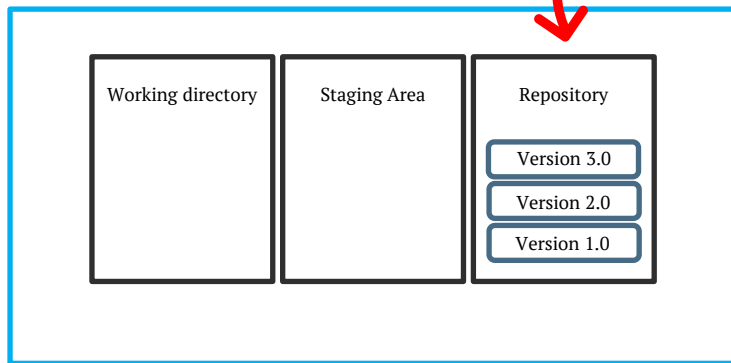 Working directory
Staging Area
Repository
Version 3.0
Version 2.0
Version 1.0